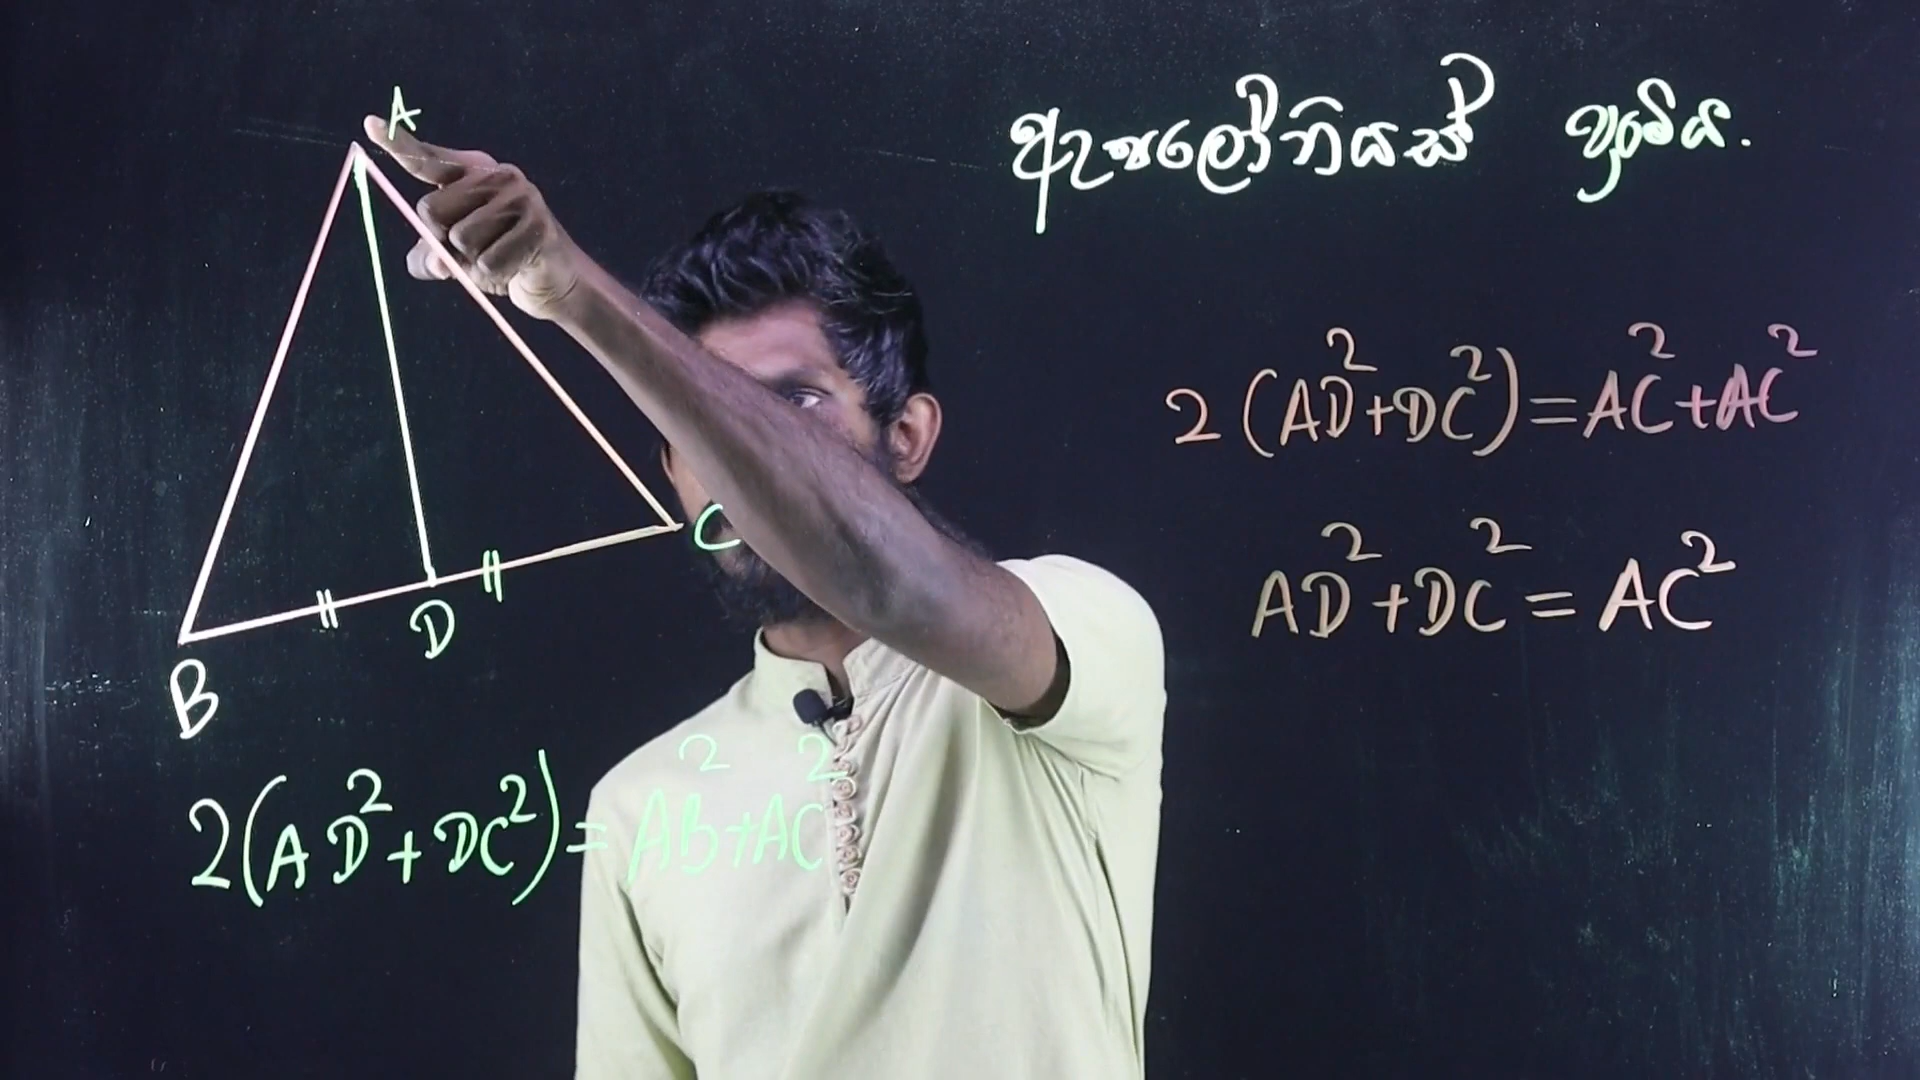 ඇපලෝනියස් ප්‍රමේය.
A
B
D
C
2(AD²+DC²)=AB²+AC²
2(AD²+DC²)=AC²+AC²
AD²+DC²=AC²